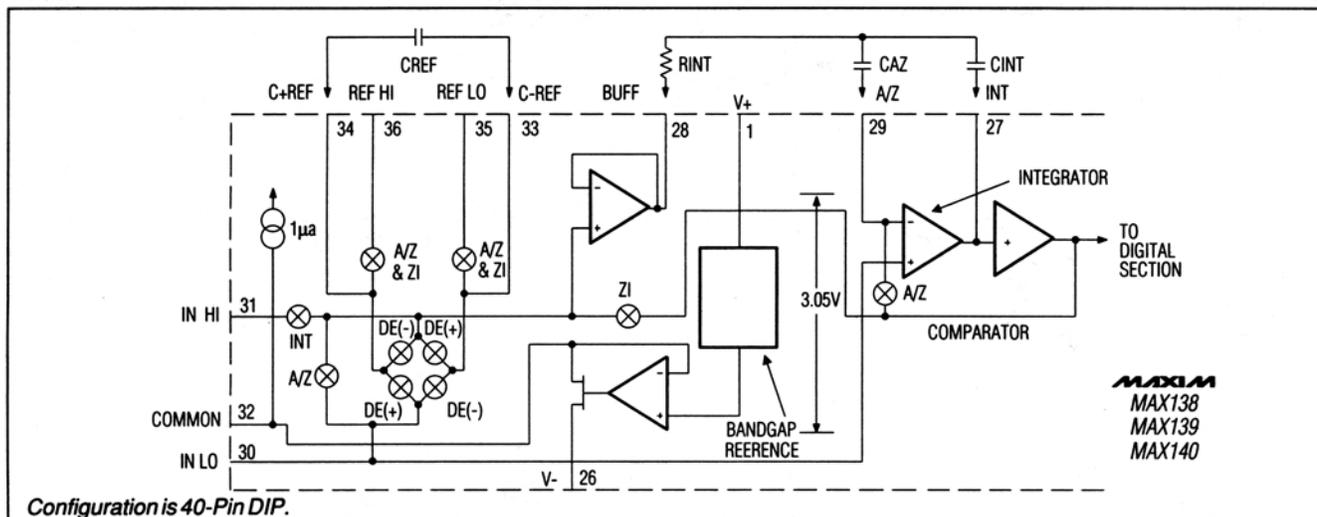 CREF
RINT
CAZ
CINT
C+REF
REF HI
REF LO
C-REF
BUFF
V+
A/Z
INT
34
36
35
33
28
1
29
27
1µa
A/Z
& ZI
A/Z
& ZI
INTEGRATOR
TO
DIGITAL
SECTION
3.05V
ZI
A/Z
COMPARATOR
IN HI
31
INT
DE(-)
DE(+)
A/Z
DE(+)
DE(-)
COMMON
32
IN LO
30
V-
26
BANDGAP
REERENCE
MAXIM
MAX138
MAX139
MAX140
-
+
-
+
-
+
+
Configuration is 40-Pin DIP.